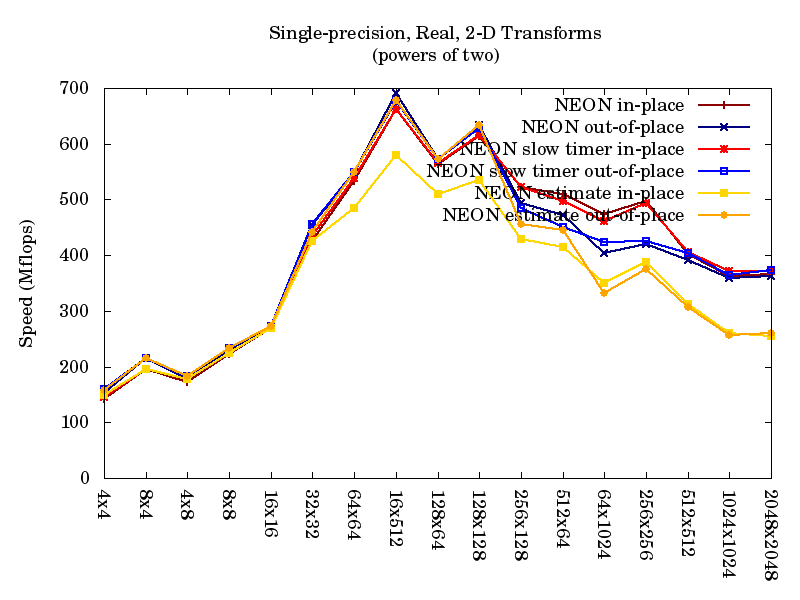 Single-precision, Real, 2-D Transforms
(powers of two)
Speed (Mflops)
700
600
500
400
300
200
100
0
NEON in-place
NEON out-of-place
NEON slow timer in-place
NEON slow timer out-of-place
NEON estimate in-place
NEON estimate out-of-place
4x4
8x4
4x8
8x8
16x16
32x32
64x64
16x512
128x64
128x128
256x128
512x64
64x1024
256x256
512x512
1024x1024
2048x2048